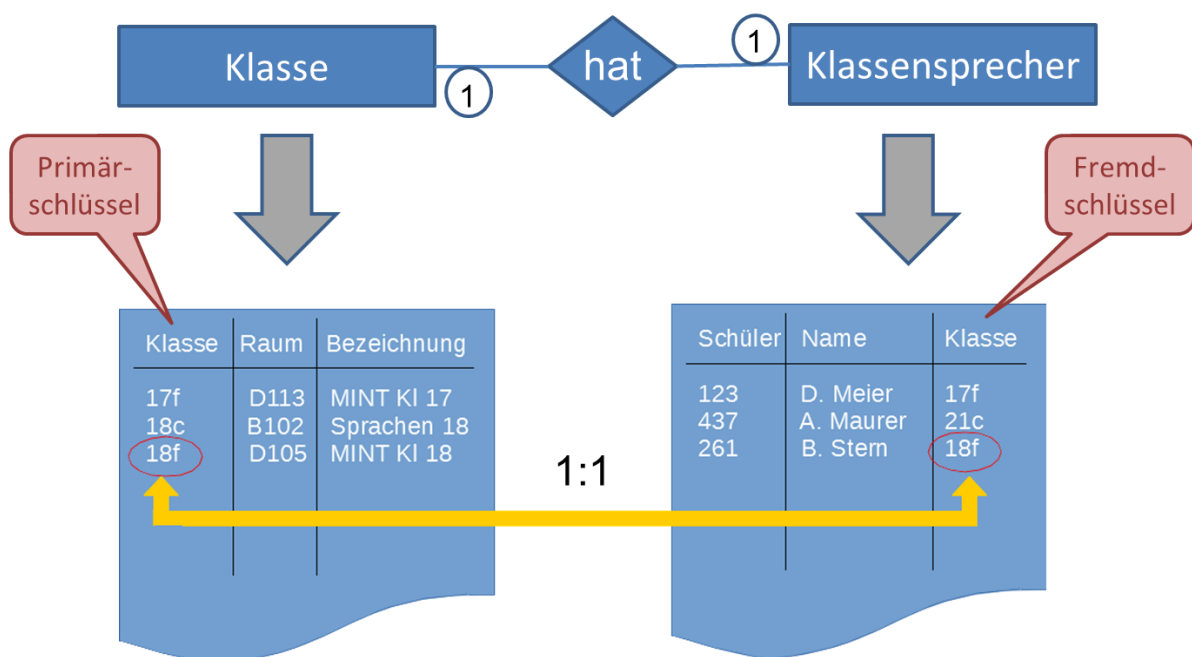 Klasse
1
hat
1
Klassensprecher
Primär-
schlüssel
Fremd-
schlüssel
Klasse Raum Bezeichnung
17f D113 MINT Kl 17
18c B102 Sprachen 18
18f D105 MINT Kl 18
1:1
Schüler Name Klasse
123 D. Meier 17f
437 A. Maurer 21c
261 B. Stern 18f